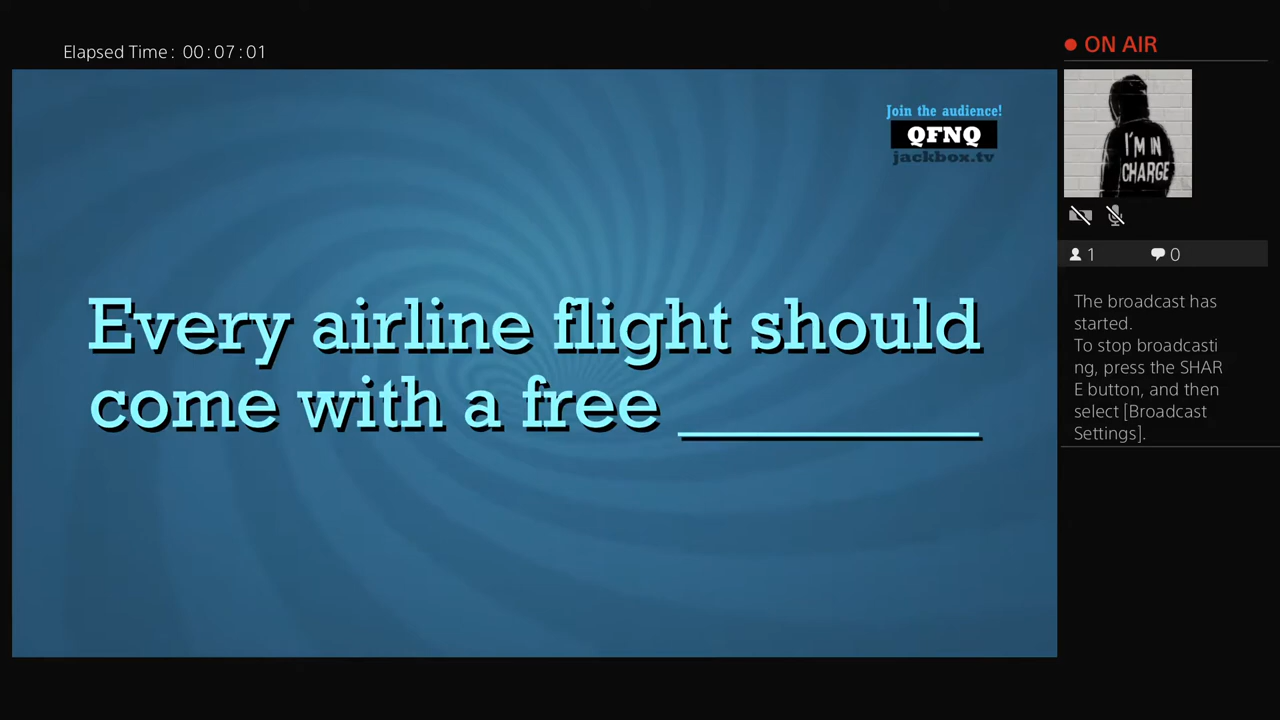 Elapsed Time: 00:07:01
ON AIR
Join the audience!
QFNQ
jackbox.tv
I'M IN
CHARGE
1 0
Every airline flight should
come with a free __________
The broadcast has
started.
To stop broadcasti
ng, press the SHAR
E button, and then
select [Broadcast
Settings].